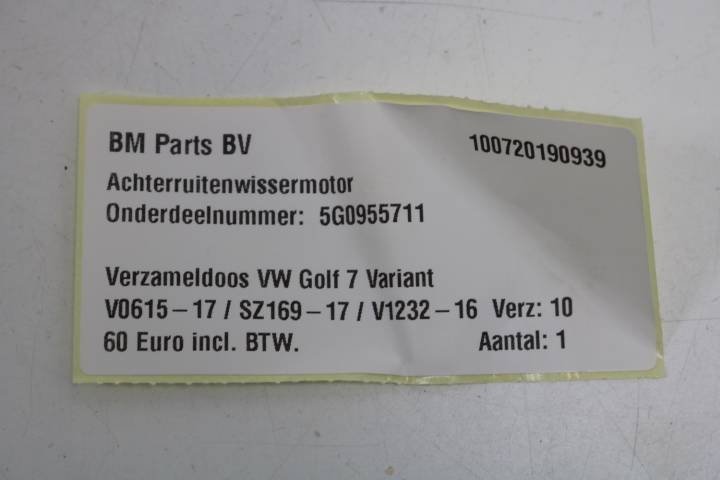 BM Parts BV 100720190939
Achterruitenwissermotor
Onderdeelnummer: 5G0955711
Verzameldoos VW Golf 7 Variant
V0615-17 / SZ169-17 / V1232-16 Verz: 10
60 Euro incl. BTW. Aantal: 1